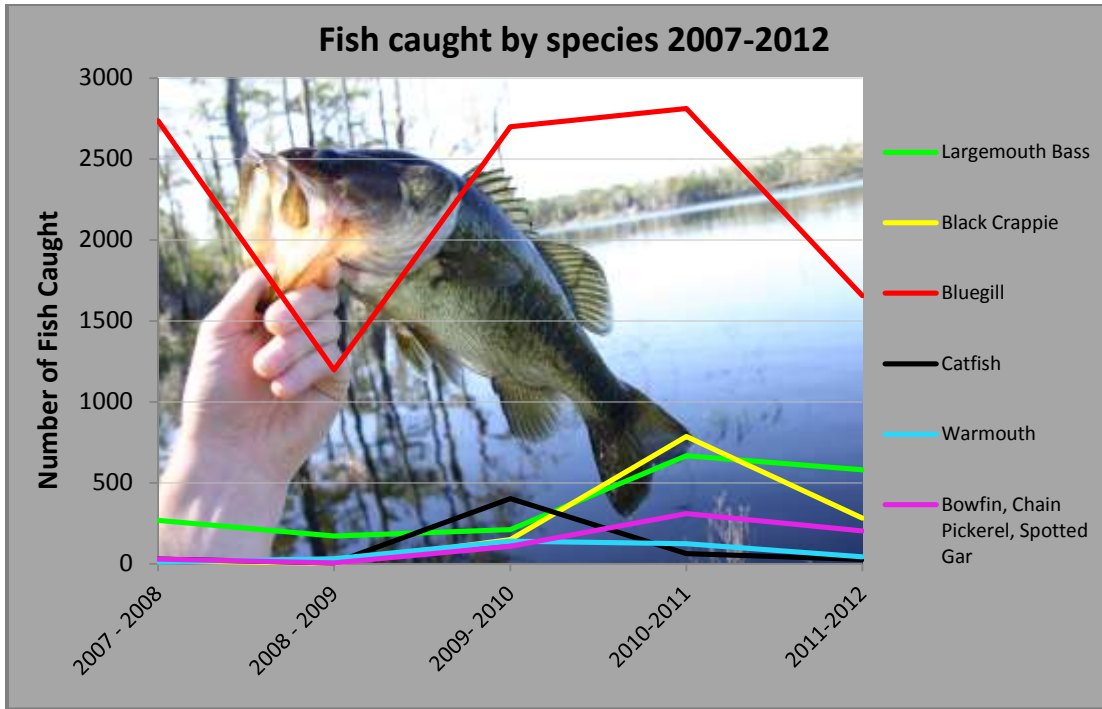 Fish caught by species 2007-2012
Number of Fish Caught
3000
2500
2000
1500
1000
500
0
2007 - 2008
2008 - 2009
2009- 2010
2010-2011
2011-2012
Largemouth Bass
Black Crappie
Bluegill
Catfish
Warmouth
Bowfin, Chain
Pickerel, Spotted
Gar